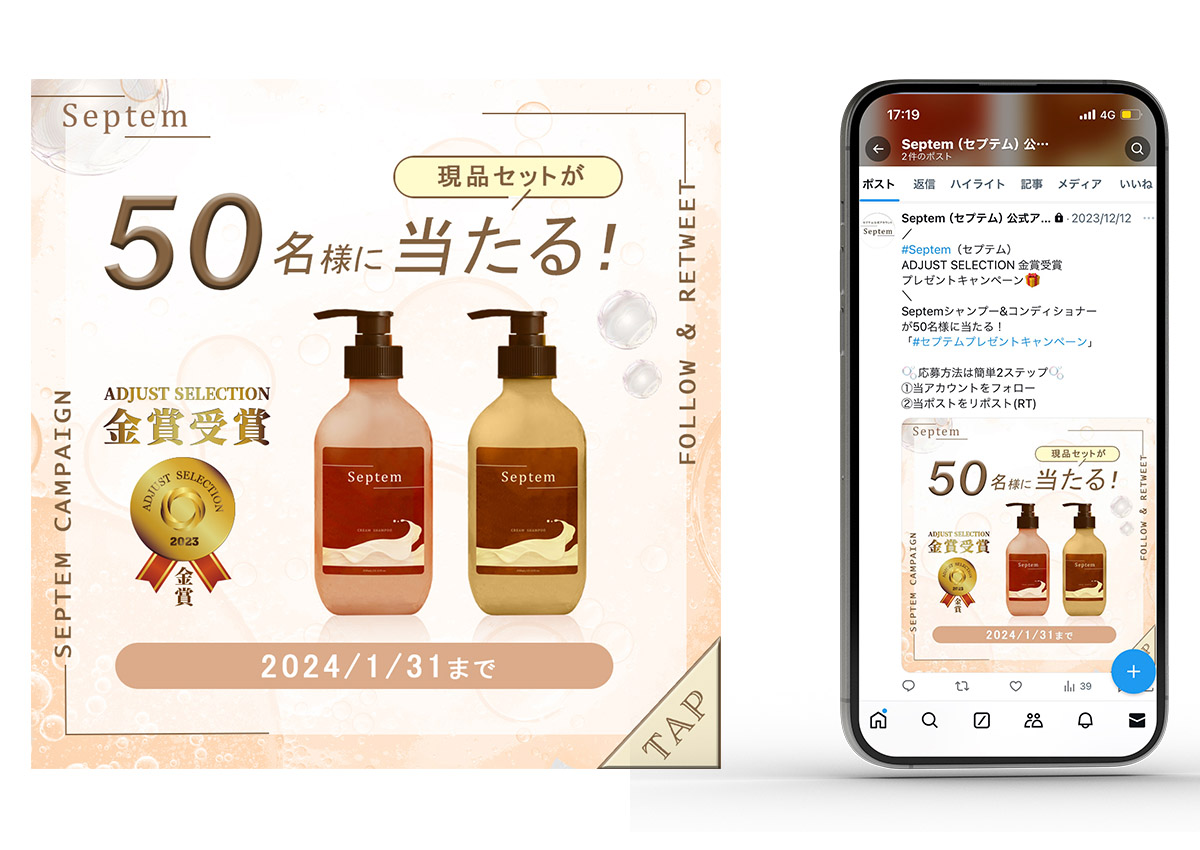 Septem
現品セットが
50名様に当たる!
FOLLOW & RETWEET
SEPTEM CAMPAIGN
ADJUST SELECTION
金賞受賞
ADJUST SELECTION
2023
金賞
Septem
CREAM SHAMPOO
Septem
CREAM SHAMPOO
2024/1/31まで
TAP
17:19
4G
Septem (セプテム) 公…
2件のポスト
ポスト 返信 ハイライト 記事 メディア いいね
Septem
Septem (セプテム) 公式ア... · 2023/12/12 ...
/
#Septem（セプテム）
ADJUST SELECTION 金賞受賞
プレゼントキャンペーン🎁
\
Septemシャンプー&コンディショナー
が50名様に当たる！
「#セプテムプレゼントキャンペーン」
🫧応募方法は簡単2ステップ🫧
①当アカウントをフォロー
②当ポストをリポスト(RT)
Septem
現品セットが
50名様に当たる!
FOLLOW & RETWEET
SEPTEM CAMPAIGN
ADJUST SELECTION
金賞受賞
2023
金賞
Septem
Septem
2024/1/31まで
39